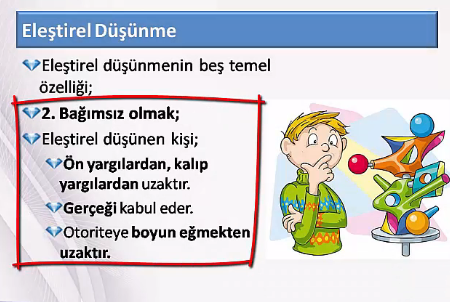 Eleştirel Düşünme
Eleştirel düşünmenin beş temel
özelliği;
2. Bağımsız olmak;
Eleştirel düşünen kişi;
Ön yargılardan, kalıp
yargılardan uzaktır.
Gerçeği kabul eder.
Otoriteye boyun eğmekten
uzaktır.